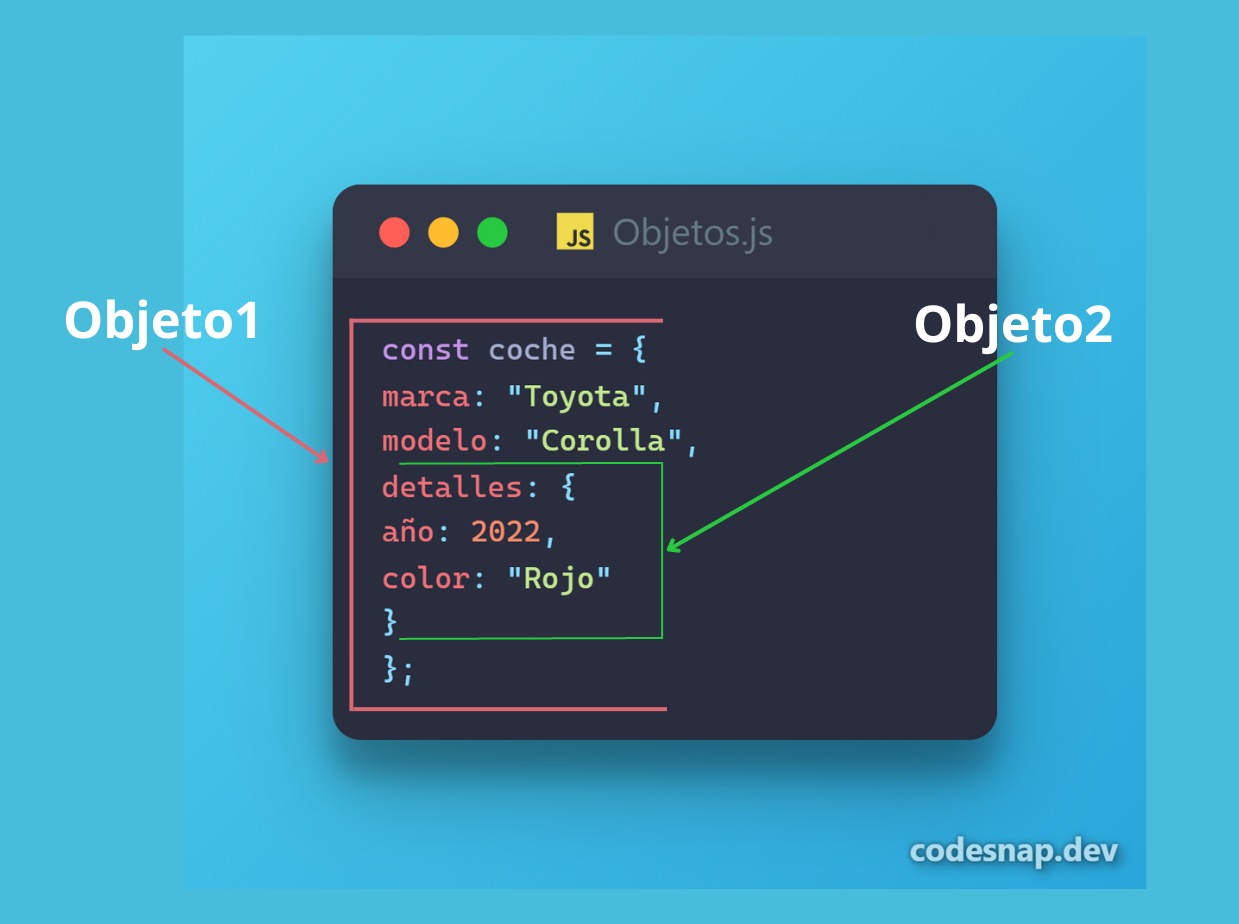 JS Objetos.js
Objeto1
Objeto2
const coche = {
marca: "Toyota",
modelo: "Corolla",
detalles: {
año: 2022,
color: "Rojo"
}
};
codesnap.dev